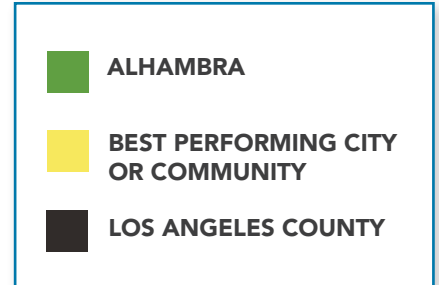 ALHAMBRA
BEST PERFORMING CITY
OR COMMUNITY
LOS ANGELES COUNTY